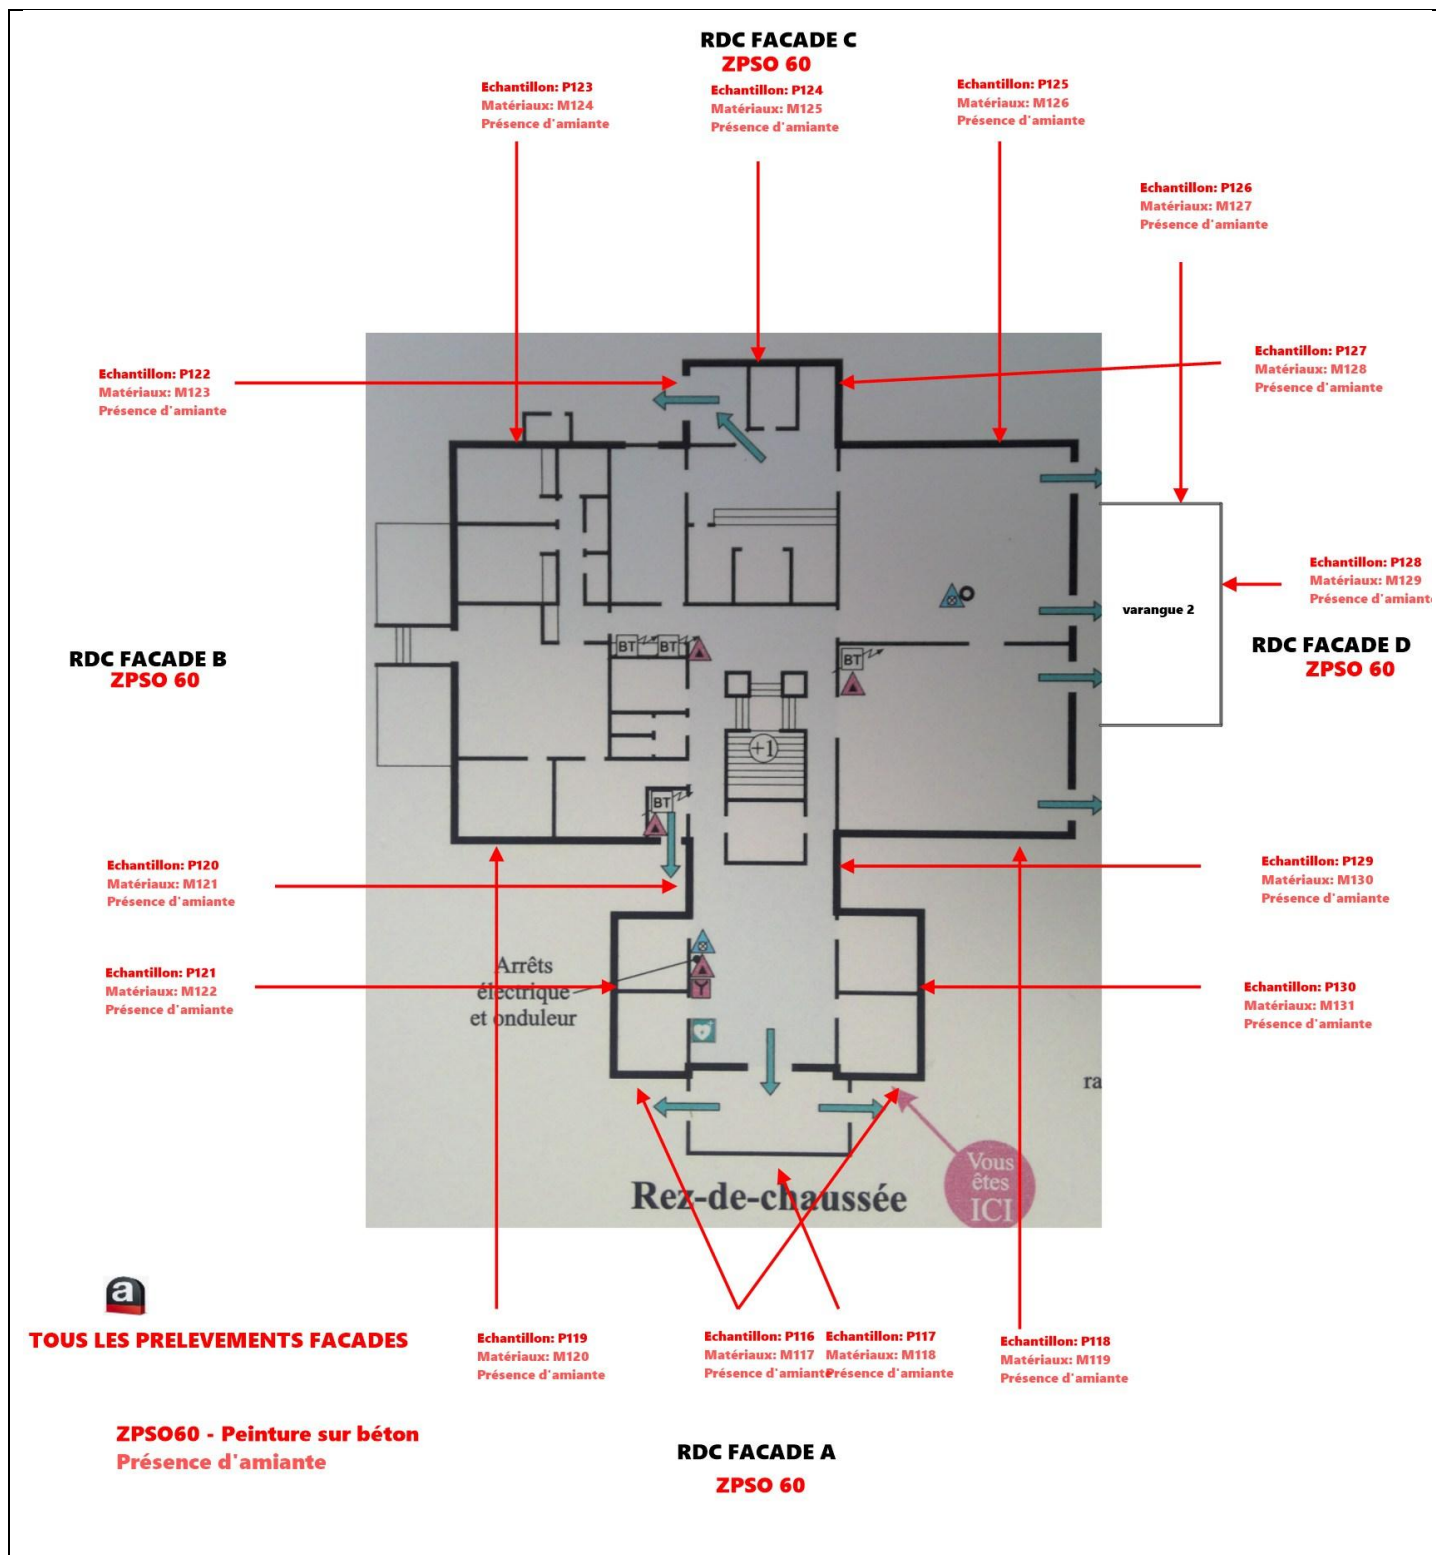 RDC FACADE C
ZPSO 60
Echantillon: P123
Matériaux: M124
Présence d'amiante
Echantillon: P124
Matériaux: M125
Présence d'amiante
Echantillon: P125
Matériaux: M126
Présence d'amiante
Echantillon: P126
Matériaux: M127
Présence d'amiante
Echantillon: P122
Matériaux: M123
Présence d'amiante
Echantillon: P127
Matériaux: M128
Présence d'amiante
Echantillon: P128
Matériaux: M129
Présence d'amiante
varangue 2
RDC FACADE B
ZPSO 60
RDC FACADE D
ZPSO 60
BT
BT
BT
+1
BT
Echantillon: P120
Matériaux: M121
Présence d'amiante
Echantillon: P129
Matériaux: M130
Présence d'amiante
Echantillon: P121
Matériaux: M122
Présence d'amiante
Arrêts
électrique
et onduleur
Y
Echantillon: P130
Matériaux: M131
Présence d'amiante
ra
Vous
êtes
ICI
Rez-de-chaussée
a
TOUS LES PRELEVEMENTS FACADES
Echantillon: P119
Matériaux: M120
Présence d'amiante
Echantillon: P116
Matériaux: M117
Présence d'amiante
Echantillon: P117
Matériaux: M118
Présence d'amiante
Echantillon: P118
Matériaux: M119
Présence d'amiante
ZPSO60 - Peinture sur béton
Présence d'amiante
RDC FACADE A
ZPSO 60